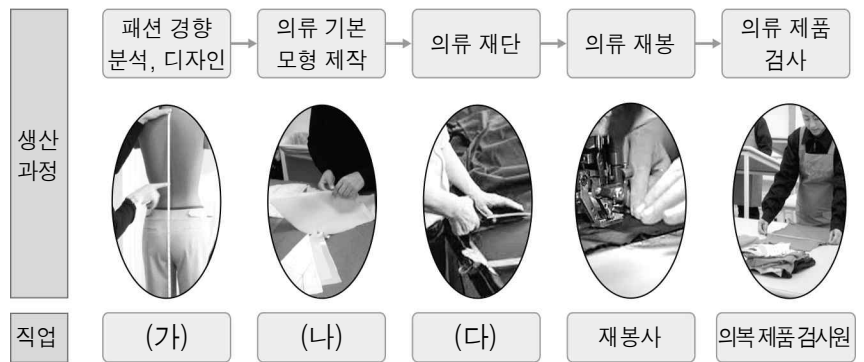 패션 경향
분석, 디자인
의류 기본
모형 제작
의류 재단
의류 재봉
의류 제품
검사
생산
과정
직업
(가)
(나)
(다)
재봉사
의복 제품 검사원